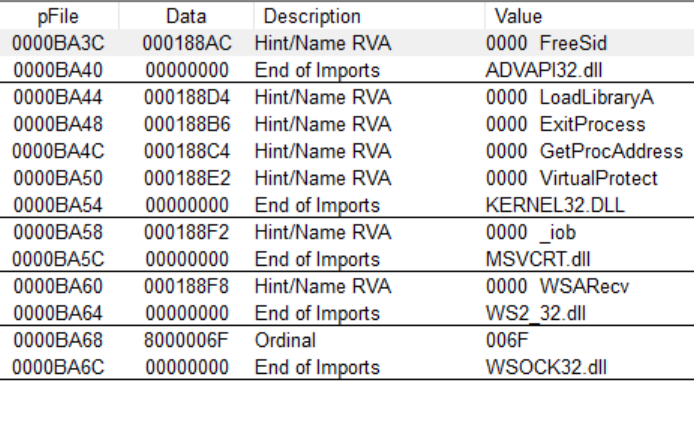 pFile Data Description Value
0000BA3C 000188AC Hint/Name RVA 0000 FreeSid
0000BA40 00000000 End of Imports ADVAPI32.dll
0000BA44 000188D4 Hint/Name RVA 0000 LoadLibraryA
0000BA48 000188B6 Hint/Name RVA 0000 ExitProcess
0000BA4C 000188C4 Hint/Name RVA 0000 GetProcAddress
0000BA50 000188E2 Hint/Name RVA 0000 VirtualProtect
0000BA54 00000000 End of Imports KERNEL32.DLL
0000BA58 000188F2 Hint/Name RVA 0000 _iob
0000BA5C 00000000 End of Imports MSVCRT.dll
0000BA60 000188F8 Hint/Name RVA 0000 WSARecv
0000BA64 00000000 End of Imports WS2_32.dll
0000BA68 8000006F Ordinal 006F
0000BA6C 00000000 End of Imports WSOCK32.dll